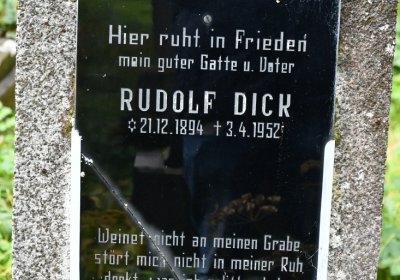 Hier ruht in Frieden
mein guter Gatte u. Vater
RUDOLF DICK
✩ 21.12.1894 † 3.4.1952
Weinet nicht an meinen Grabe
stört mich nicht in meiner Ruh